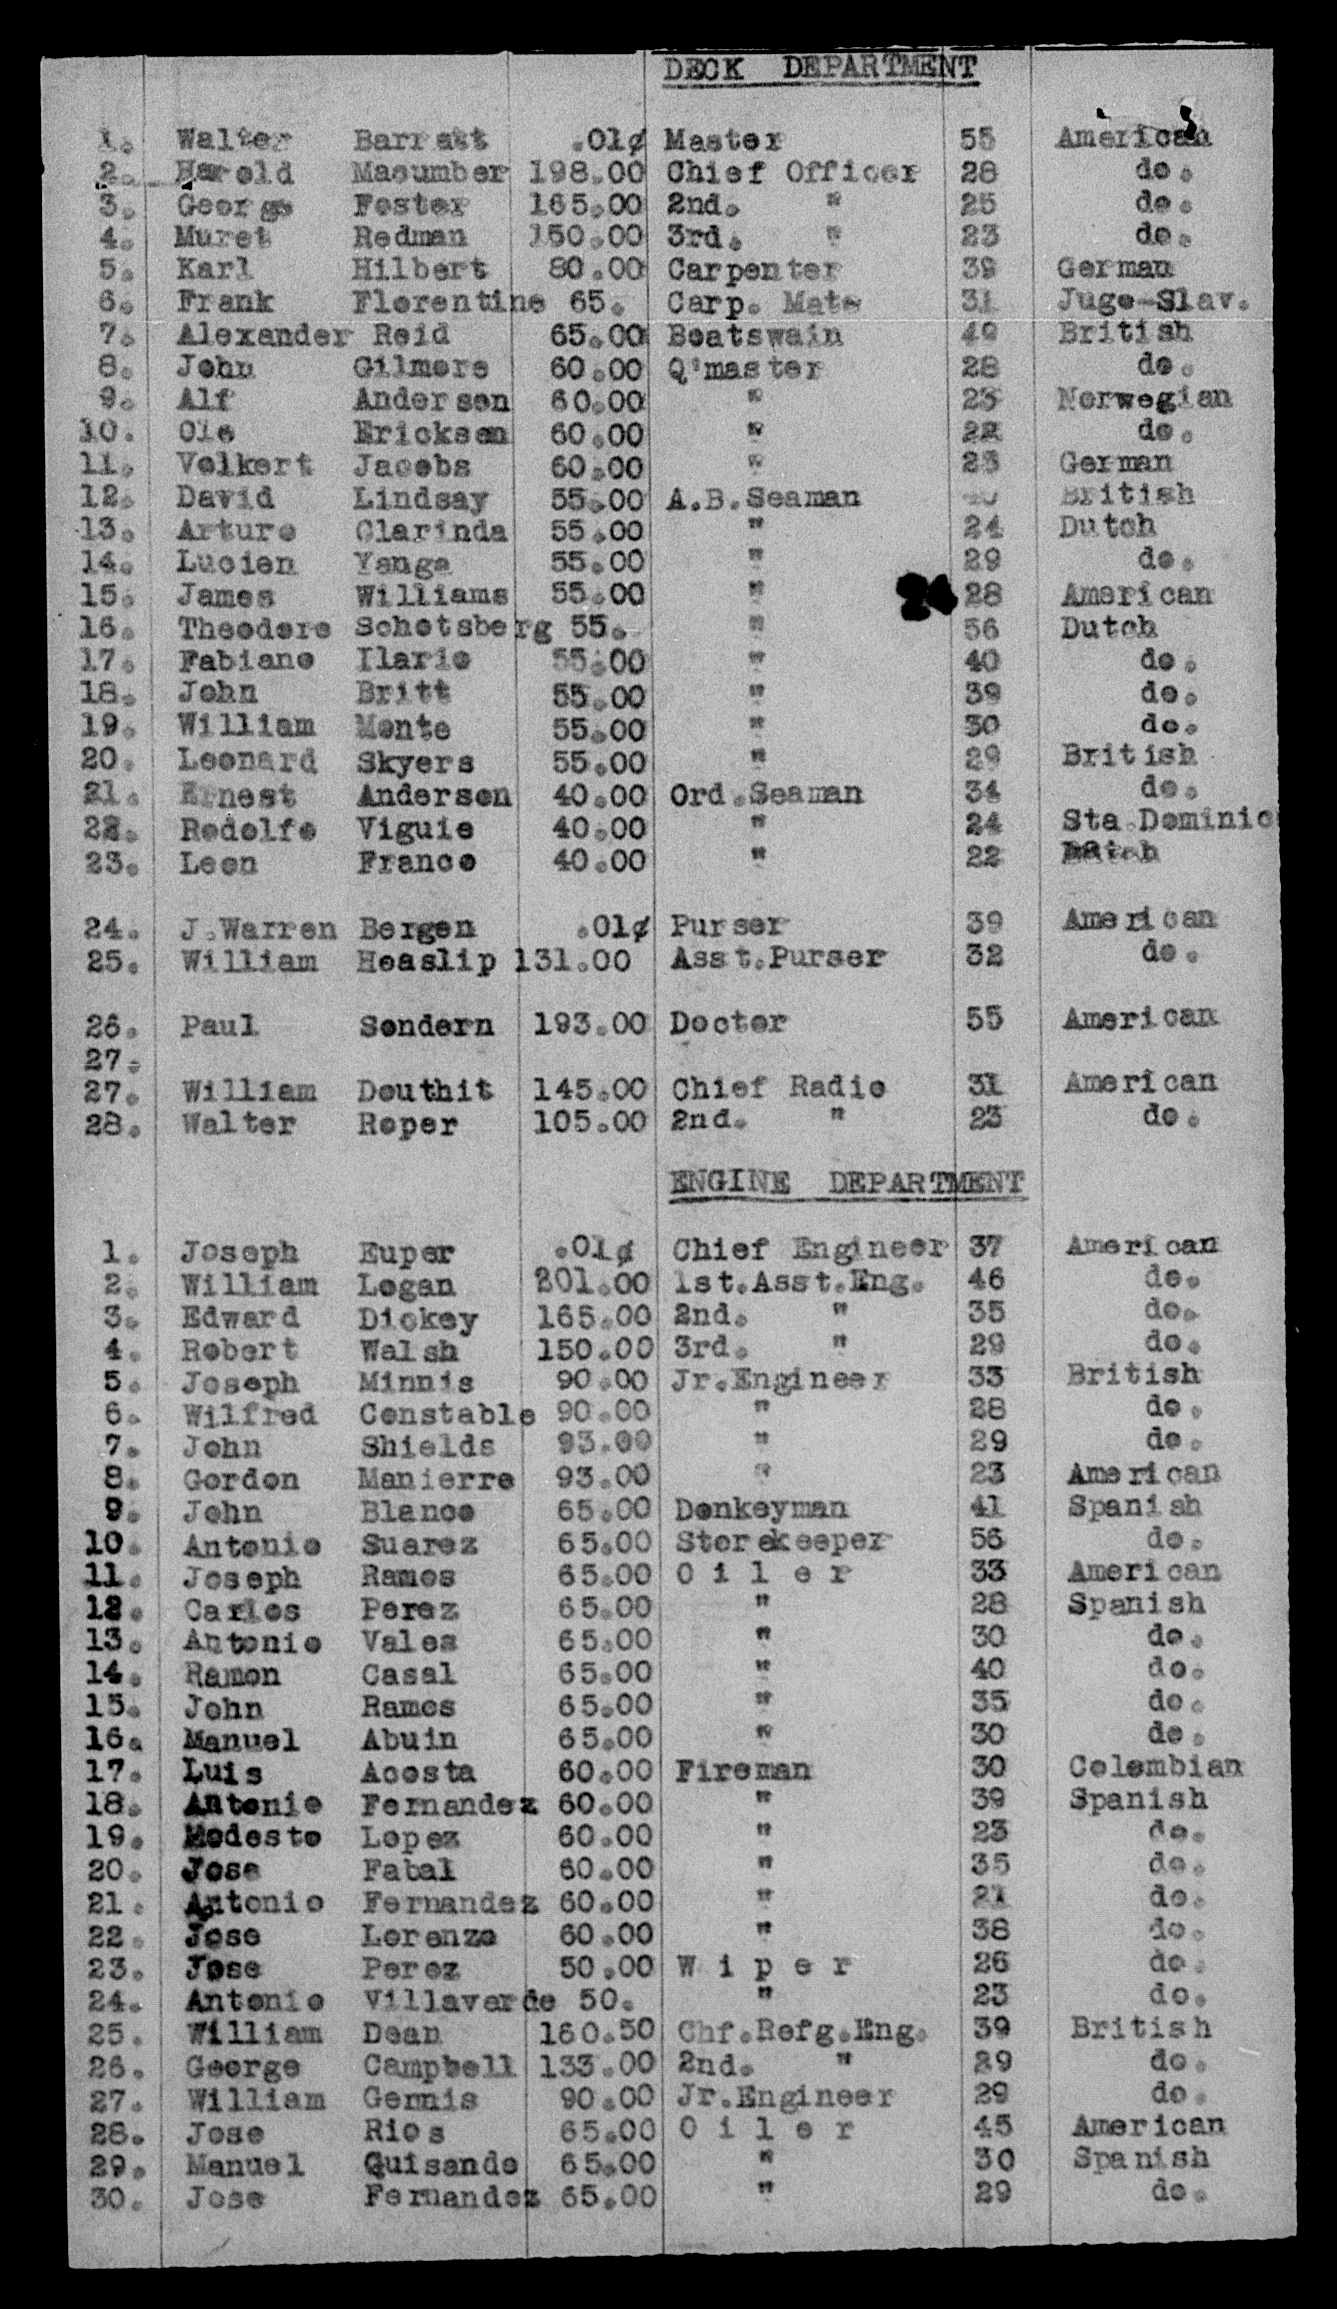 DECK DEPARTMENT
1. Walter Barratt .01¢ Master 55 American
2. Harold Macumber 198.00 Chief Officer 28 do.
3. George Foster 165.00 2nd. " 25 do.
4. Muret Redman 150.00 3rd. " 23 do.
5. Karl Hilbert 80.00 Carpenter 39 German
6. Frank Florentine 65. Carp. Mate 31 Jugo-Slav.
7. Alexander Reid 65.00 Boatswain 49 British
8. John Gilmore 60.00 Q'master 28 do.
9. Alf Anderson 60.00 " 25 Norwegian
10. Ole Ericksen 60.00 " 22 do.
11. Volkert Jacobs 60.00 " 23 German
12. David Lindsay 55.00 A.B.Seaman British
13. Arturo Clarinda 55.00 " 24 Dutch
14. Lucien Yanga 55.00 " 29 do.
15. James Williams 55.00 " 28 American
16. Theodore Schotsberg 55. " 56 Dutch
17. Fabiano Ilario 55.00 " 40 do.
18. John Britt 55.00 " 39 do.
19. William Monte 55.00 " 30 do.
20. Leonard Skyers 55.00 " 29 British
21. Ernest Anderson 40.00 Ord.Seaman 34 do.
22. Rodolfo Viguie 40.00 " 24 Sta.Dominic
23. Leon Franco 40.00 " 22 Dutch
24. J.Warren Bergen .01¢ Purser 39 American
25. William Heaslip 131.00 Asst.Purser 32 do.
26. Paul Sondern 193.00 Doctor 55 American
27.
27. William Douthit 145.00 Chief Radio 31 American
28. Walter Roper 105.00 2nd. " 23 do.
ENGINE DEPARTMENT
1. Joseph Euper .01¢ Chief Engineer 37 American
2. William Logan 201.00 1st.Asst.Eng. 46 do.
3. Edward Dickey 165.00 2nd. " 35 do.
4. Robert Walsh 150.00 3rd. " 29 do.
5. Joseph Minnis 90.00 Jr.Engineer 33 British
6. Wilfred Constable 90.00 " 28 do.
7. John Shields 93.00 " 29 do.
8. Gordon Manierre 93.00 " 23 American
9. John Blanco 65.00 Donkeyman 41 Spanish
10. Antonio Suarez 65.00 Storekeeper 56 do.
11. Joseph Ramos 65.00 O i l e r 33 American
12. Carlos Perez 65.00 " 28 Spanish
13. Antonio Vales 65.00 " 30 do.
14. Ramon Casal 65.00 " 40 do.
15. John Ramos 65.00 " 35 do.
16. Manuel Abuin 65.00 " 30 do.
17. Luis Acosta 60.00 Fireman 30 Colombian
18. Antonio Fernandez 60.00 " 39 Spanish
19. Modesto Lopez 60.00 " 23 do.
20. Jose Fabal 60.00 " 35 do.
21. Antonio Fernandez 60.00 " 21 do.
22. Jose Lorenzo 60.00 " 38 do.
23. Jose Perez 50.00 W i p e r 26 do.
24. Antonio Villaverde 50. " 23 do.
25. William Dean 160.50 Chf.Refg.Eng. 39 British
26. George Campbell 133.00 2nd. " 29 do.
27. William Gennis 90.00 Jr.Engineer 29 do.
28. Jose Rios 65.00 O i l e r 45 American
29. Manuel Quisando 65.00 " 30 Spanish
30. Jose Fernandez 65.00 " 29 do.